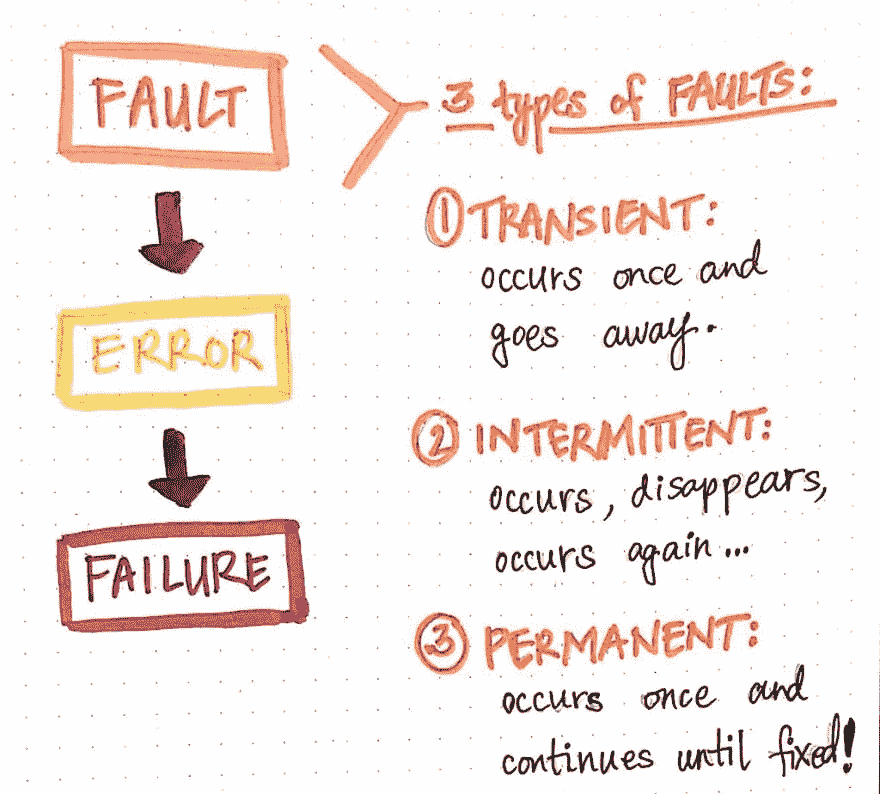 FAULT
ERROR
FAILURE
3 types of FAULTS:
1 TRANSIENT:
occurs once and
goes away.
2 INTERMITTENT:
occurs, disappears,
occurs again...
3 PERMANENT:
occurs once and
continues until fixed!